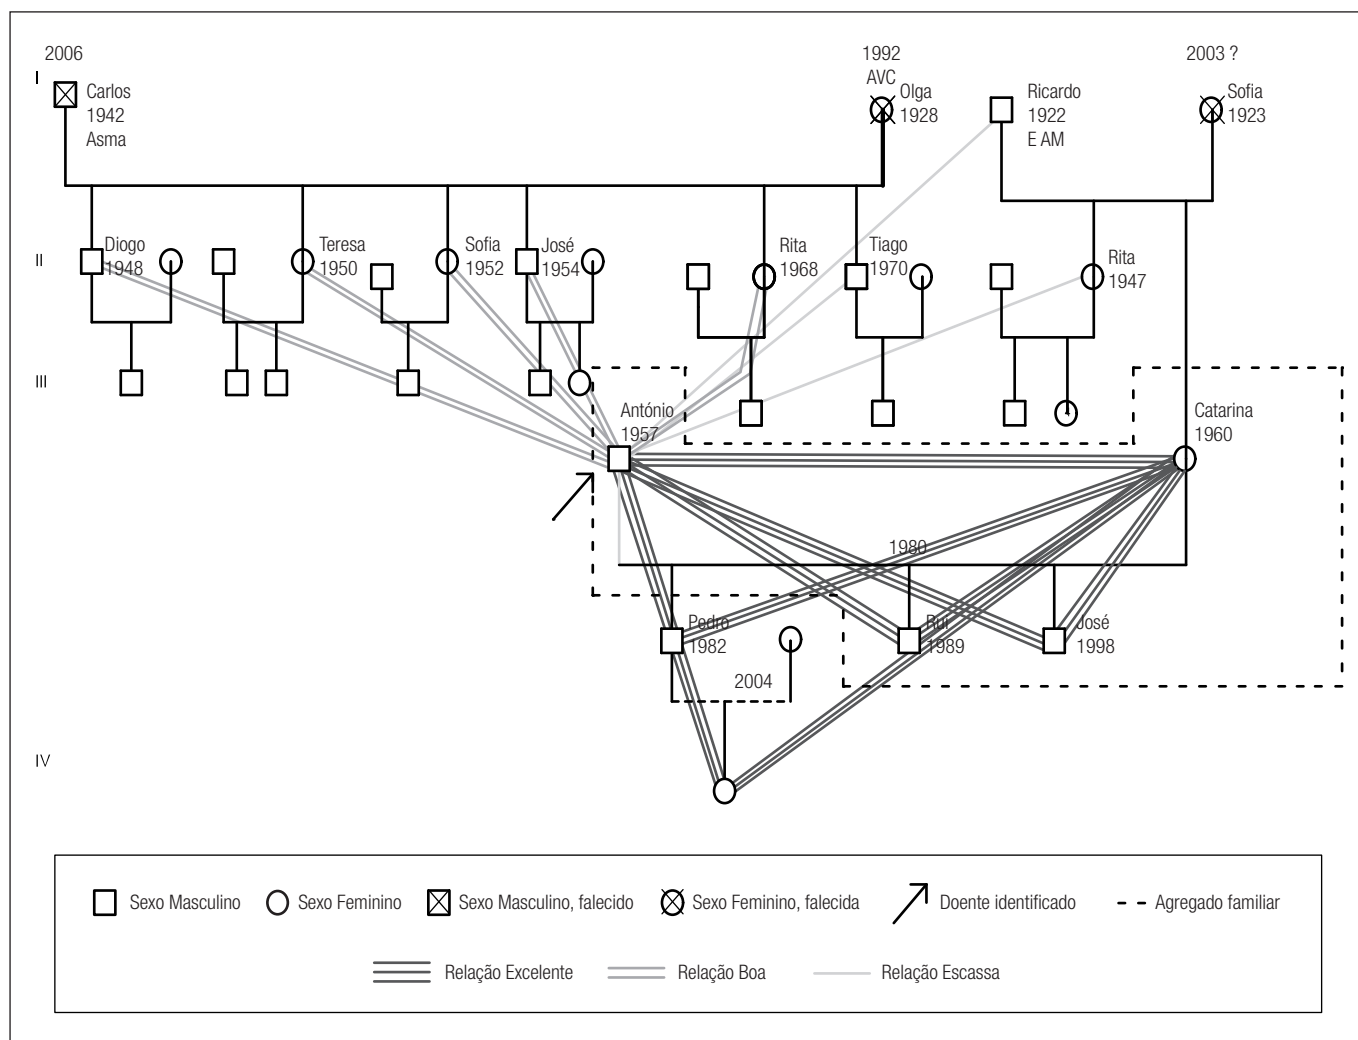 2006
1992
2003 ?
I
AVC
Carlos
1942
Asma
Olga
1928
Ricardo
1922
E AM
Sofia
1923
II
Diogo
1948
Teresa
1950
Sofia
1952
José
1954
Rita
1968
Tiago
1970
Rita
1947
III
António
1957
Catarina
1960
1980
Pedro
1982
2004
Rui
1989
José
1998
IV
Sexo Masculino
Sexo Feminino
Sexo Masculino, falecido
Sexo Feminino, falecida
Doente identificado
Agregado familiar
Relação Excelente
Relação Boa
Relação Escassa